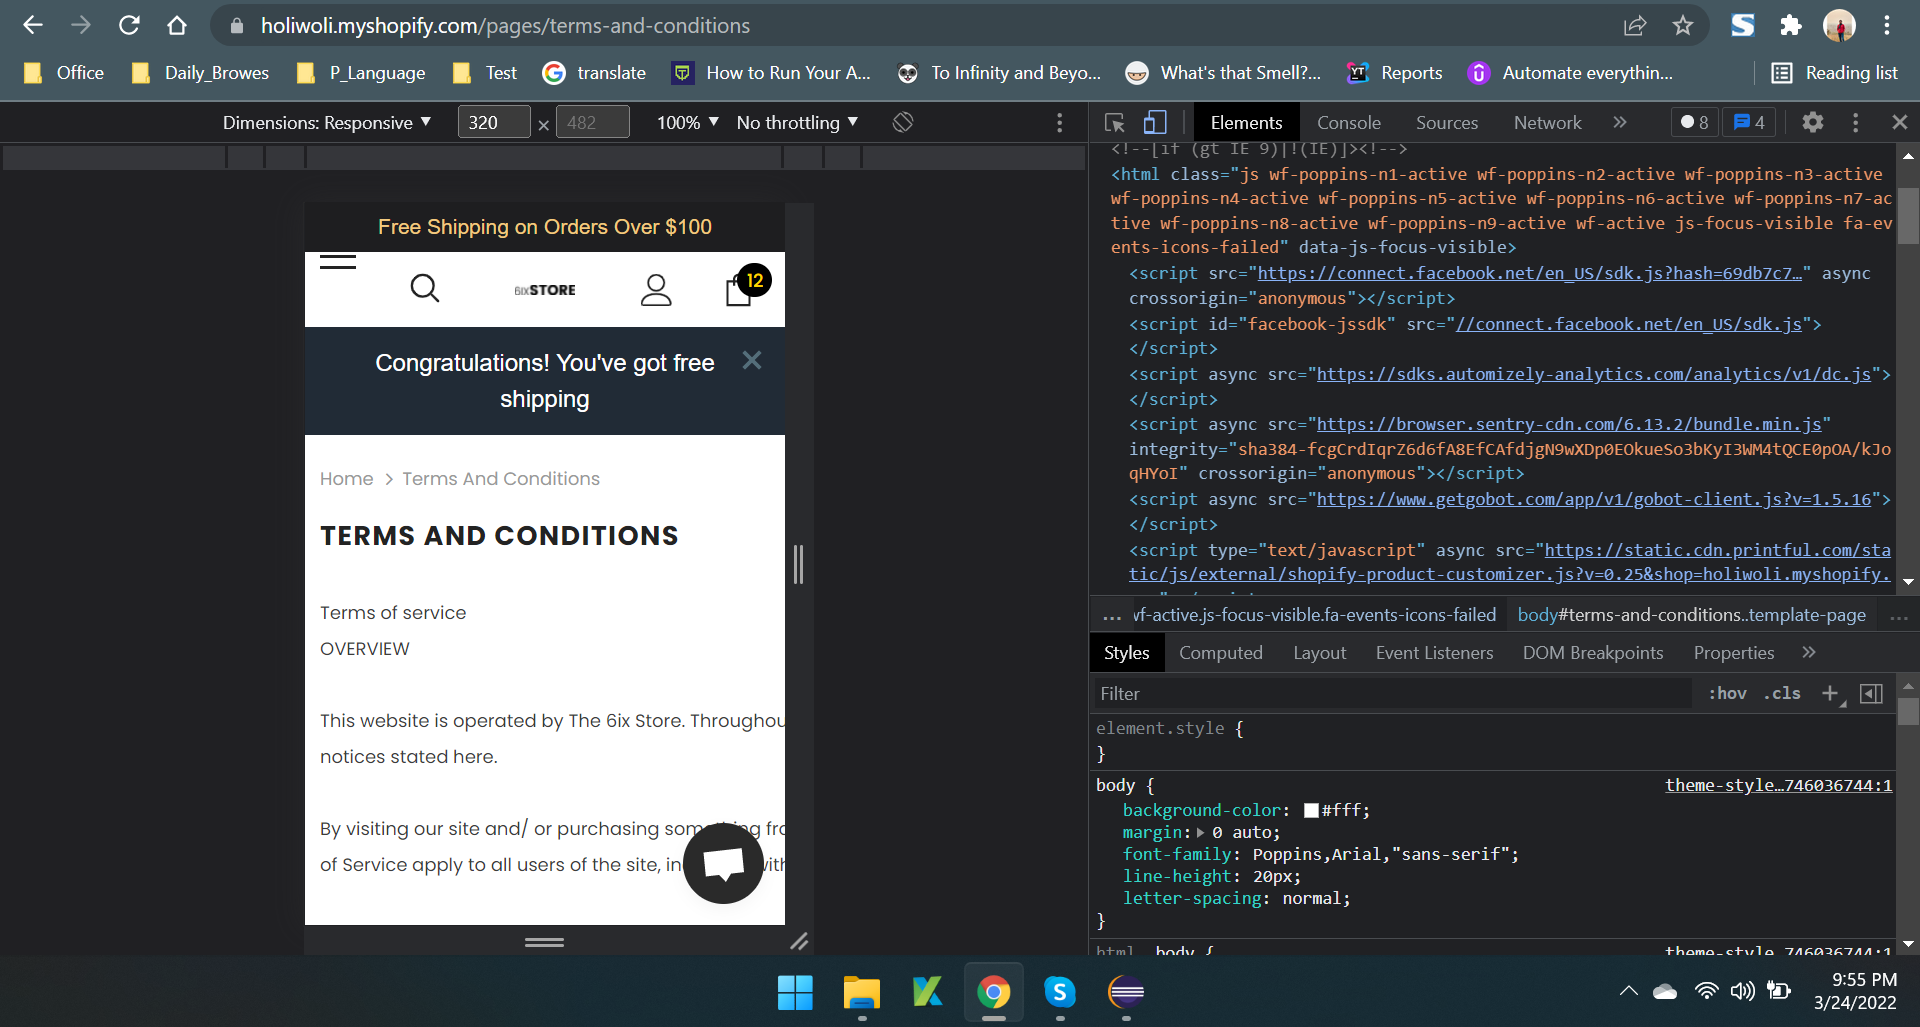 holiwoli.myshopify.com/pages/terms-and-conditions
Office Daily_Browes P_Language Test translate How to Run Your A... To Infinity and Beyo... What's that Smell?... Reports Automate everythin... Reading list
Dimensions: Responsive 320 × 482 100% No throttling
Elements Console Sources Network » 8 4
<!--[if (gt IE 9)|!(IE)]><!-->
<html class="js wf-poppins-n1-active wf-poppins-n2-active wf-poppins-n3-active
wf-poppins-n4-active wf-poppins-n5-active wf-poppins-n6-active wf-poppins-n7-ac
tive wf-poppins-n8-active wf-poppins-n9-active wf-active js-focus-visible fa-ev
ents-icons-failed" data-js-focus-visible>
<script src="https://connect.facebook.net/en_US/sdk.js?hash=69db7c7…" async
crossorigin="anonymous"></script>
<script id="facebook-jssdk" src="//connect.facebook.net/en_US/sdk.js">
</script>
<script async src="https://sdks.automizely-analytics.com/analytics/v1/dc.js">
</script>
<script async src="https://browser.sentry-cdn.com/6.13.2/bundle.min.js"
integrity="sha384-fcgCrdIqrZ6d6fA8EfCAfdjgN9wXDp0EOkueSo3bKyI3WM4tQCE0pOA/kJo
qHYoI" crossorigin="anonymous"></script>
<script async src="https://www.getgobot.com/app/v1/gobot-client.js?v=1.5.16">
</script>
<script type="text/javascript" async src="https://static.cdn.printful.com/sta
tic/js/external/shopify-product-customizer.js?v=0.25&shop=holiwoli.myshopify.
... vf-active.js-focus-visible.fa-events-icons-failed body#terms-and-conditions..template-page ...
Styles Computed Layout Event Listeners DOM Breakpoints Properties »
Filter :hov .cls +
element.style {
}
body { theme-style…746036744:1
background-color: #fff;
margin: 0 auto;
font-family: Poppins,Arial,"sans-serif";
line-height: 20px;
letter-spacing: normal;
}
html, body { theme-style…746036744:1
Free Shipping on Orders Over $100
6ixSTORE 12
Congratulations! You've got free
shipping
Home > Terms And Conditions
TERMS AND CONDITIONS
Terms of service
OVERVIEW
This website is operated by The 6ix Store. Throughou
notices stated here.
By visiting our site and/ or purchasing something fro
of Service apply to all users of the site, in with
9:55 PM
3/24/2022